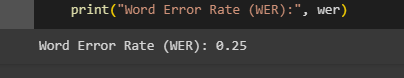 print("Word Error Rate (WER):", wer)
Word Error Rate (WER): 0.25